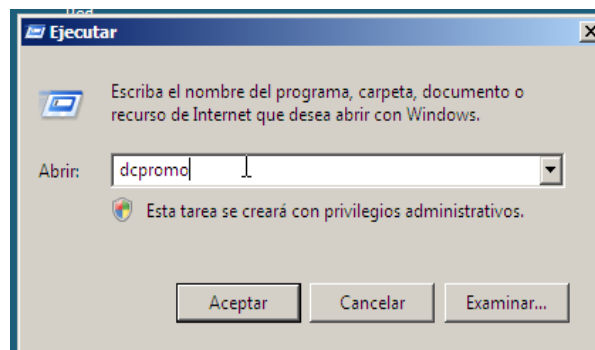 Ejecutar
Escriba el nombre del programa, carpeta, documento o
recurso de Internet que desea abrir con Windows.
Abrir:
dcpromo
Esta tarea se creará con privilegios administrativos.
Aceptar
Cancelar
Examinar...